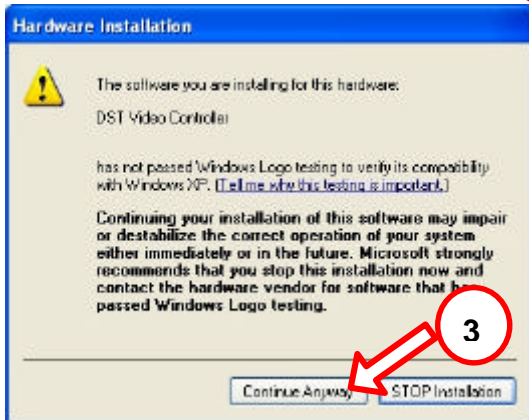 Hardware Installation
The software you are installing for this hardware:
DST Video Controller
has not passed Windows Logo testing to verify its compatibility
with Windows XP. (Tell me why this testing is important.)
Continuing your installation of this software may impair
or destabilize the correct operation of your system
either immediately or in the future. Microsoft strongly
recommends that you stop this installation now and
contact the hardware vendor for software that has
passed Windows Logo testing.
3
Continue Anyway STOP Installation